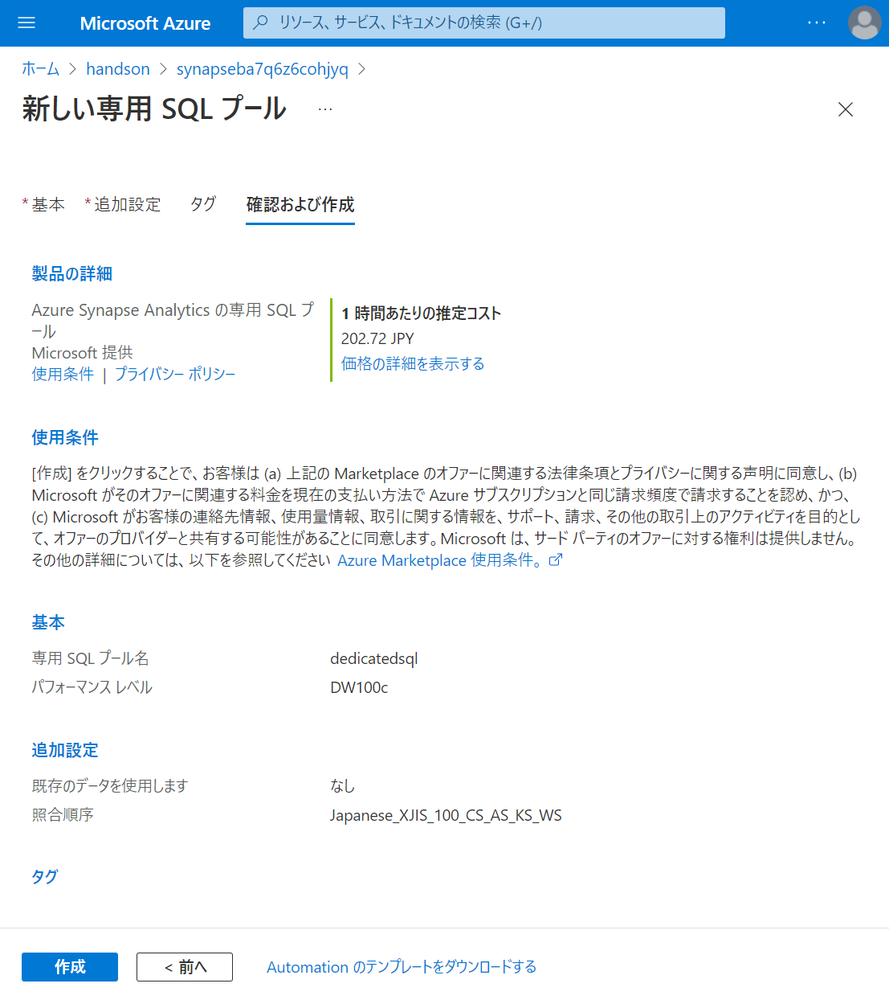 Microsoft Azure
リソース、サービス、ドキュメントの検索 (G+/)
ホーム > handson > synapseba7q6z6cohjyq >
新しい専用 SQL プール ...
* 基本 * 追加設定 タグ 確認および作成
製品の詳細
Azure Synapse Analytics の専用 SQL プ
ール
Microsoft 提供
使用条件 | プライバシー ポリシー
1 時間あたりの推定コスト
202.72 JPY
価格の詳細を表示する
使用条件
[作成] をクリックすることで、お客様は (a) 上記の Marketplace のオファーに関連する法律条項とプライバシーに関する声明に同意し、(b)
Microsoft がそのオファーに関連する料金を現在の支払い方法で Azure サブスクリプションと同じ請求頻度で請求することを認め、かつ、
(c) Microsoft がお客様の連絡先情報、使用量情報、取引に関する情報を、サポート、請求、その他の取引上のアクティビティを目的とし
て、オファーのプロバイダーと共有する可能性があることに同意します。Microsoft は、サード パーティのオファーに対する権利は提供しません。
その他の詳細については、以下を参照してください Azure Marketplace 使用条件。
基本
専用 SQL プール名 dedicatedsql
パフォーマンス レベル DW100c
追加設定
既存のデータを使用します なし
照合順序 Japanese_XJIS_100_CS_AS_KS_WS
タグ
作成 < 前へ Automation のテンプレートをダウンロードする